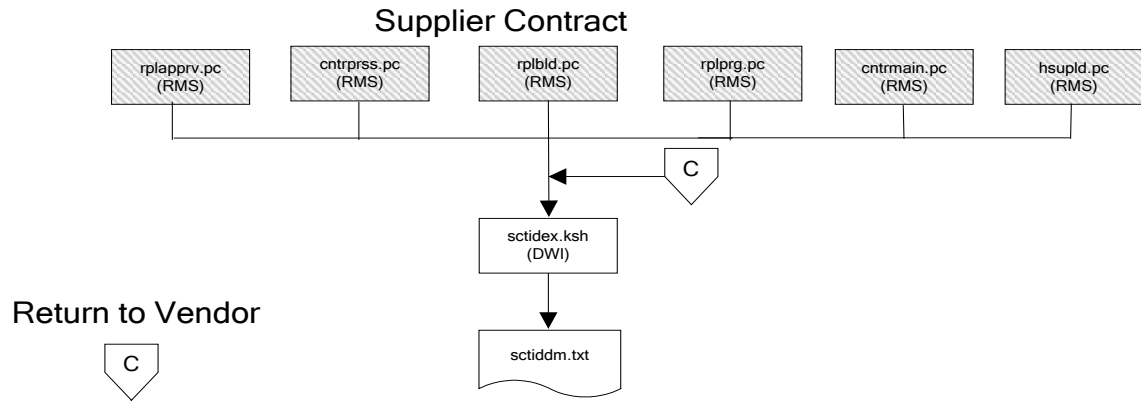 Supplier Contract
rplapprv.pc
(RMS)
cntrprss.pc
(RMS)
rplbld.pc
(RMS)
rplprg.pc
(RMS)
cntrmain.pc
(RMS)
hsupld.pc
(RMS)
C
sctidex.ksh
(DWI)
sctiddm.txt
Return to Vendor
C